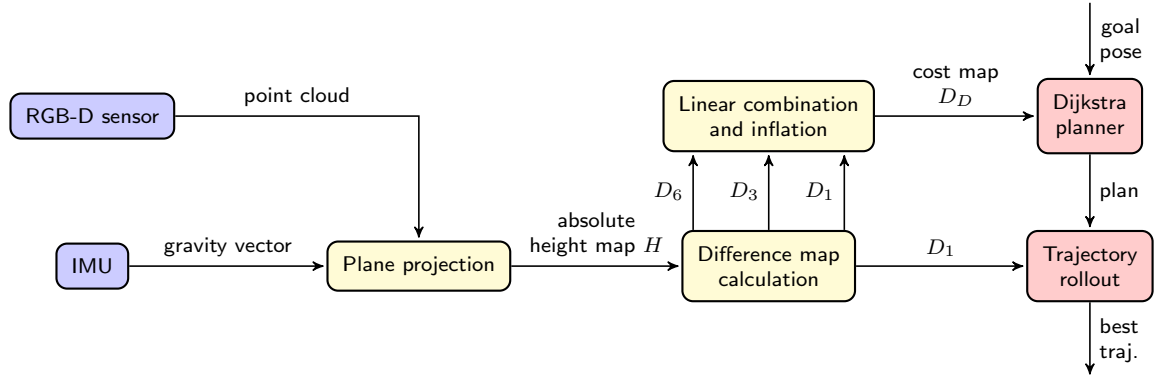 goal
pose
cost map
D_D
point cloud
RGB-D sensor
Linear combination
and inflation
Dijkstra
planner
D_6
D_3
D_1
plan
absolute
height map H
gravity vector
IMU
Plane projection
Difference map
calculation
D_1
Trajectory
rollout
best
traj.